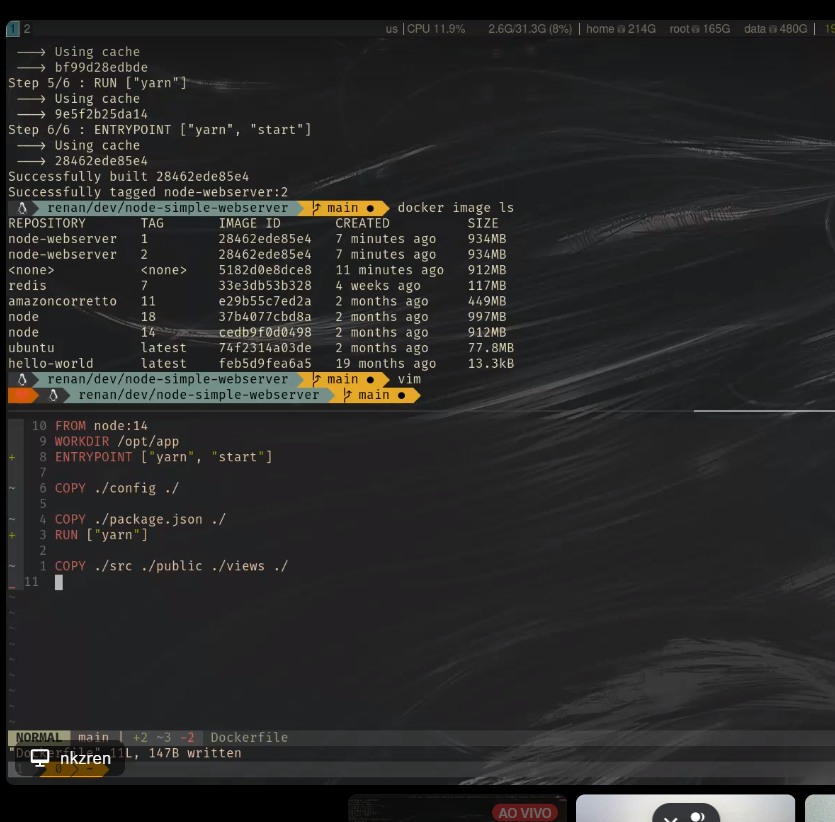 1 2 us | CPU 11.9% 2.6G/31.3G (8%) | home 214G root 165G data 480G |
---> Using cache
---> bf99d28edbde
Step 5/6 : RUN ["yarn"]
---> Using cache
---> 9e5f2b25da14
Step 6/6 : ENTRYPOINT ["yarn", "start"]
---> Using cache
---> 28462ede85e4
Successfully built 28462ede85e4
Successfully tagged node-webserver:2
renan/dev/node-simple-webserver main ● docker image ls
REPOSITORY TAG IMAGE ID CREATED SIZE
node-webserver 1 28462ede85e4 7 minutes ago 934MB
node-webserver 2 28462ede85e4 7 minutes ago 934MB
<none> <none> 5182d0e8dce8 11 minutes ago 912MB
redis 7 33e3db53b328 4 weeks ago 117MB
amazoncorretto 11 e29b55c7ed2a 2 months ago 449MB
node 18 37b4077cbd8a 2 months ago 997MB
node 14 cedb9f0d0498 2 months ago 912MB
ubuntu latest 74f2314a03de 2 months ago 77.8MB
hello-world latest feb5d9fea6a5 19 months ago 13.3kB
renan/dev/node-simple-webserver main ● vim
renan/dev/node-simple-webserver main ●
10 FROM node:14
9 WORKDIR /opt/app
+ 8 ENTRYPOINT ["yarn", "start"]
7
~ 6 COPY ./config ./
5
~ 4 COPY ./package.json ./
+ 3 RUN ["yarn"]
2
~ 1 COPY ./src ./public ./views ./
_ 11
~
~
~
~
~
~
~
~
~
NORMAL main | +2 ~3 -2 Dockerfile
"Dockerfile" 11L, 147B written
nkzren
AO VIVO